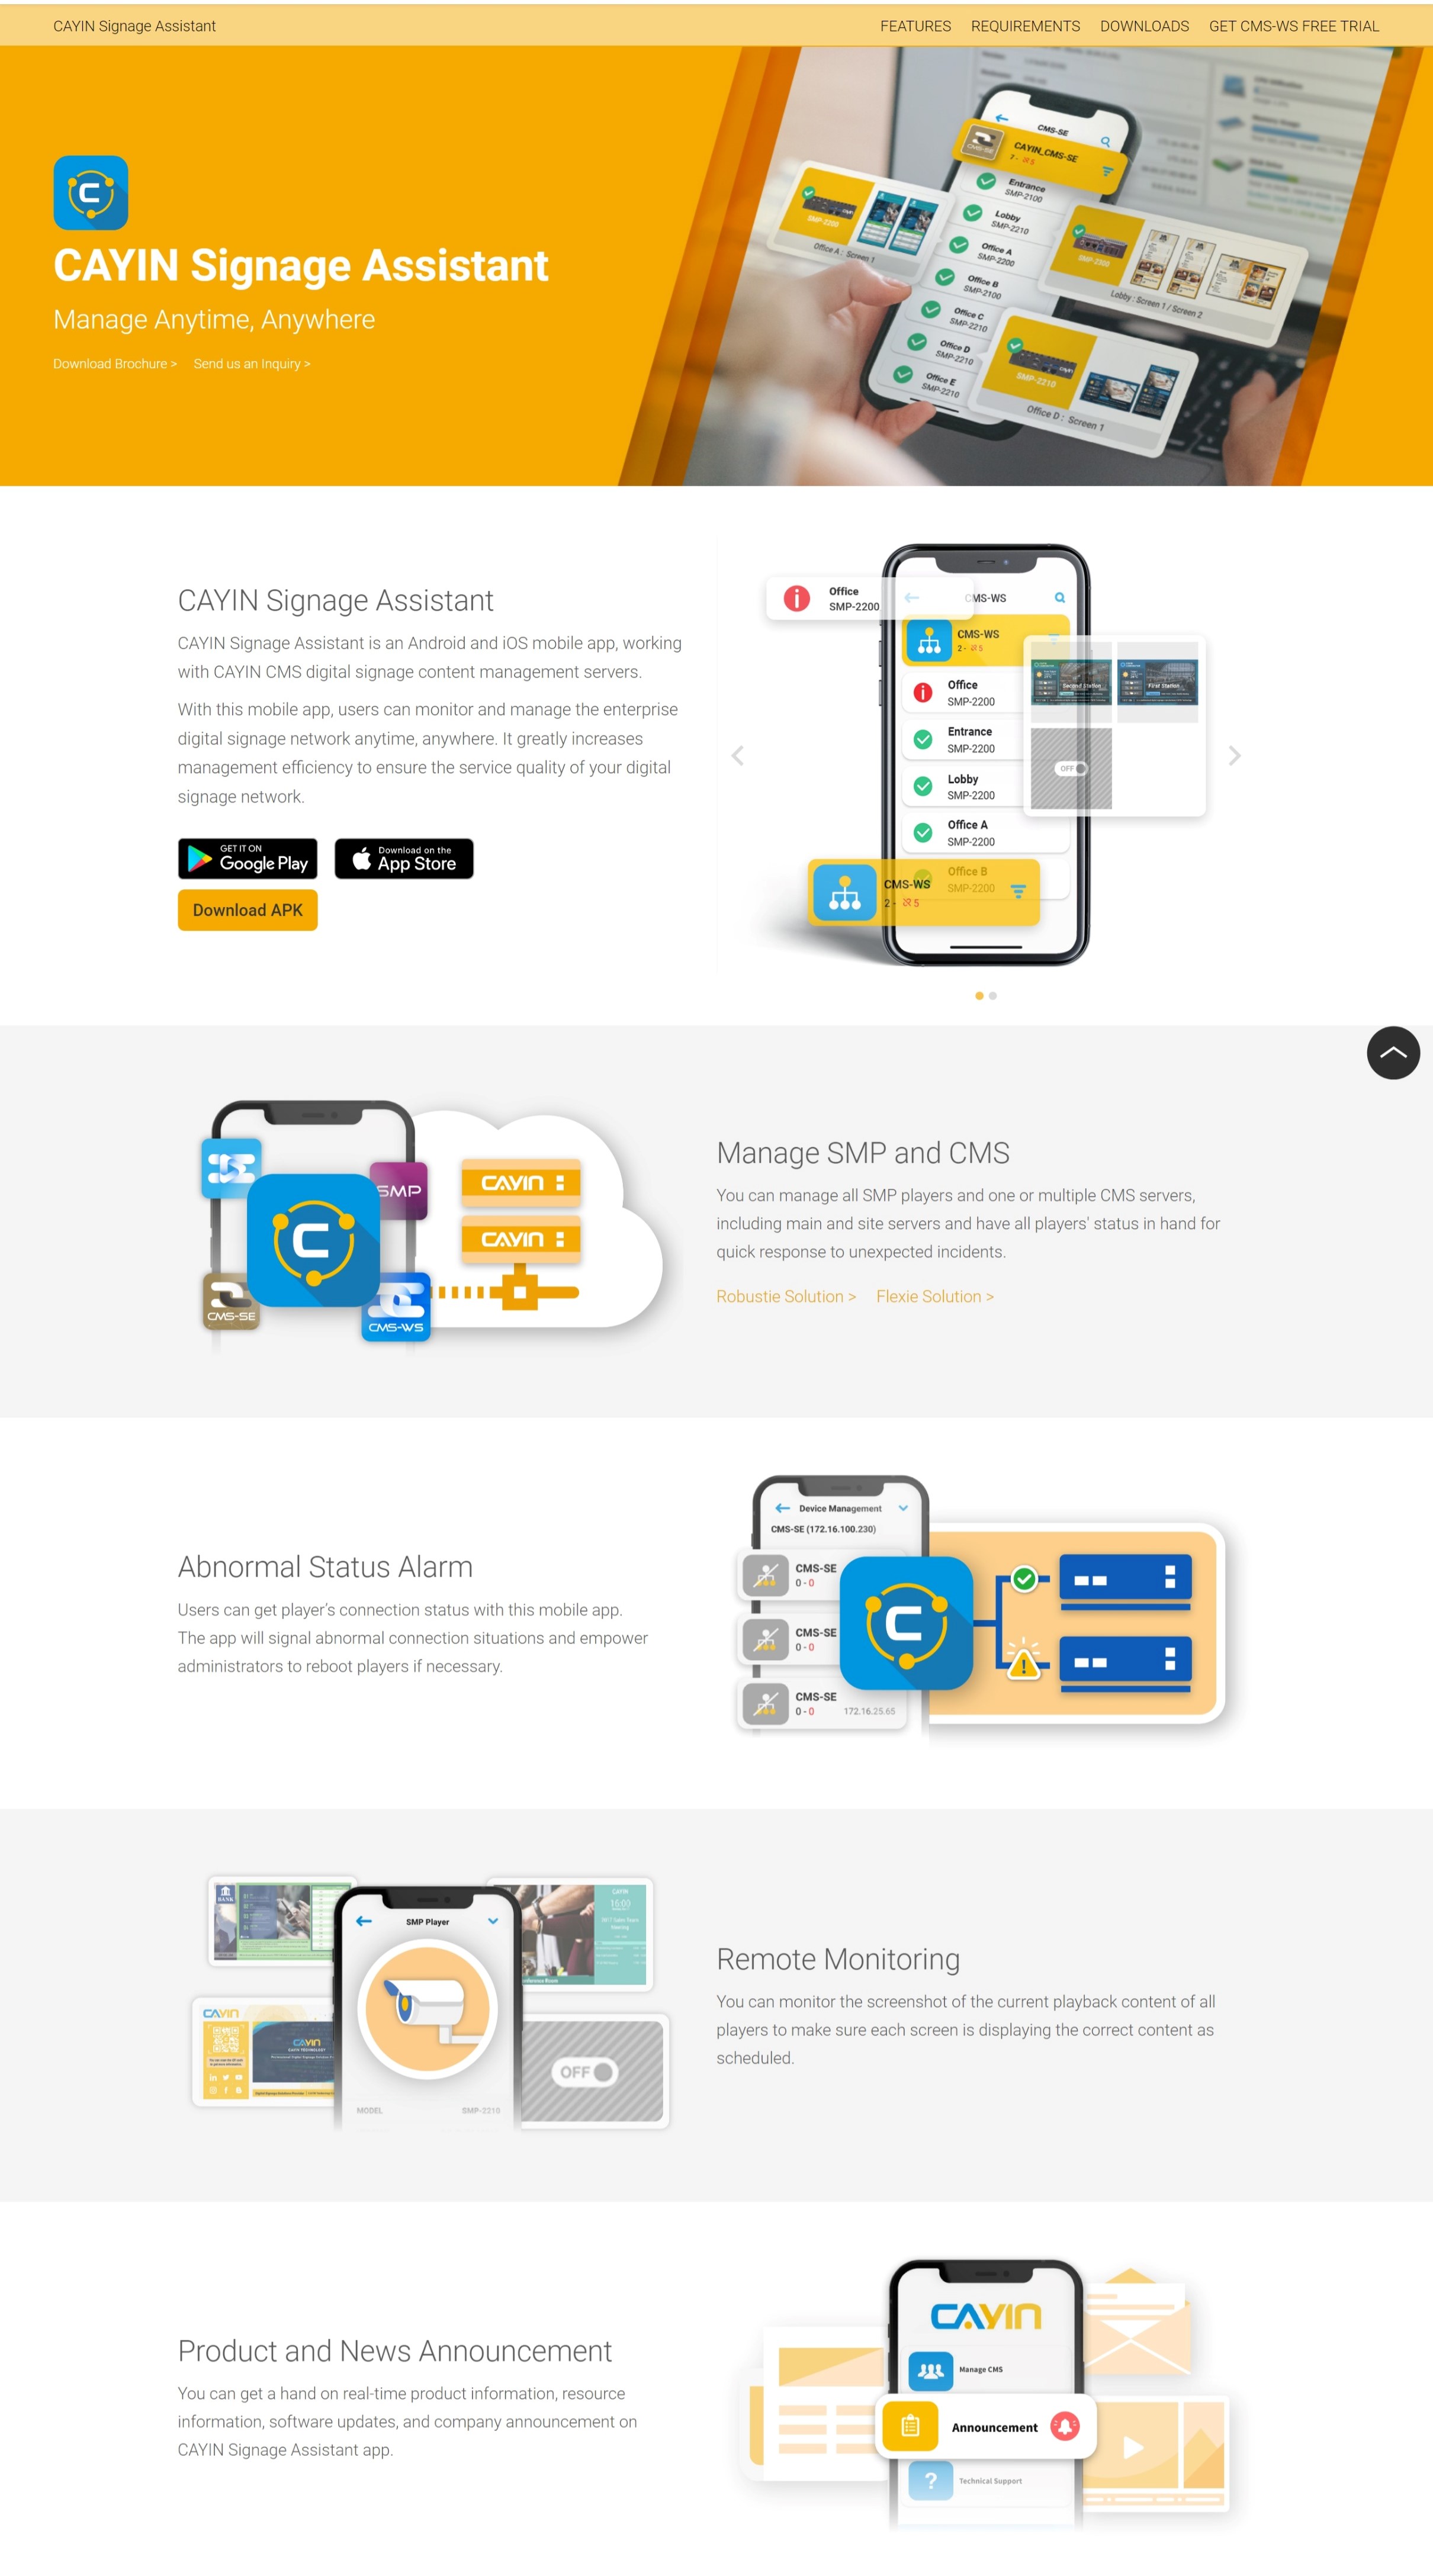 CAYIN Signage Assistant
FEATURES REQUIREMENTS DOWNLOADS GET CMS-WS FREE TRIAL
CAYIN Signage Assistant
Manage Anytime, Anywhere
Download Brochure > Send us an Inquiry >
CMS-SE
CMS-SE
CAYIN_CMS-SE
7 - 5
Entrance
SMP-2100
Lobby
SMP-2210
Office A
SMP-2200
Office B
SMP-2100
Office C
SMP-2210
Office D
SMP-2210
Office E
SMP-2210
SMP-2200
Office A : Screen 1
SMP-2300
Lobby : Screen 1 / Screen 2
SMP-2210
Office D : Screen 1
CAYIN Signage Assistant
CAYIN Signage Assistant is an Android and iOS mobile app, working
with CAYIN CMS digital signage content management servers.
With this mobile app, users can monitor and manage the enterprise
digital signage network anytime, anywhere. It greatly increases
management efficiency to ensure the service quality of your digital
signage network.
GET IT ON
Google Play
Download on the
App Store
Download APK
Office
SMP-2200
CMS-WS
CMS-WS
2 - 5
Office
SMP-2200
Entrance
SMP-2200
Lobby
SMP-2200
Office A
SMP-2200
Office B
SMP-2200
CMS-WS
2 - 5
Second Station
First Station
OFF
SMP
CMS-SE
CMS-WS
CAYIN
CAYIN
Manage SMP and CMS
You can manage all SMP players and one or multiple CMS servers,
including main and site servers and have all players' status in hand for
quick response to unexpected incidents.
Robustie Solution > Flexie Solution >
Abnormal Status Alarm
Users can get player's connection status with this mobile app.
The app will signal abnormal connection situations and empower
administrators to reboot players if necessary.
Device Management
CMS-SE (172.16.100.230)
CMS-SE
0 - 0
CMS-SE
0 - 0
CMS-SE
0 - 0 172.16.25.65
BANK
SMP Player
CAYIN
16:00
CAYIN
CAYIN
OFF
MODEL SMP-2210
Remote Monitoring
You can monitor the screenshot of the current playback content of all
players to make sure each screen is displaying the correct content as
scheduled.
Product and News Announcement
You can get a hand on real-time product information, resource
information, software updates, and company announcement on
CAYIN Signage Assistant app.
CAYIN
Manage CMS
Announcement
Technical Support